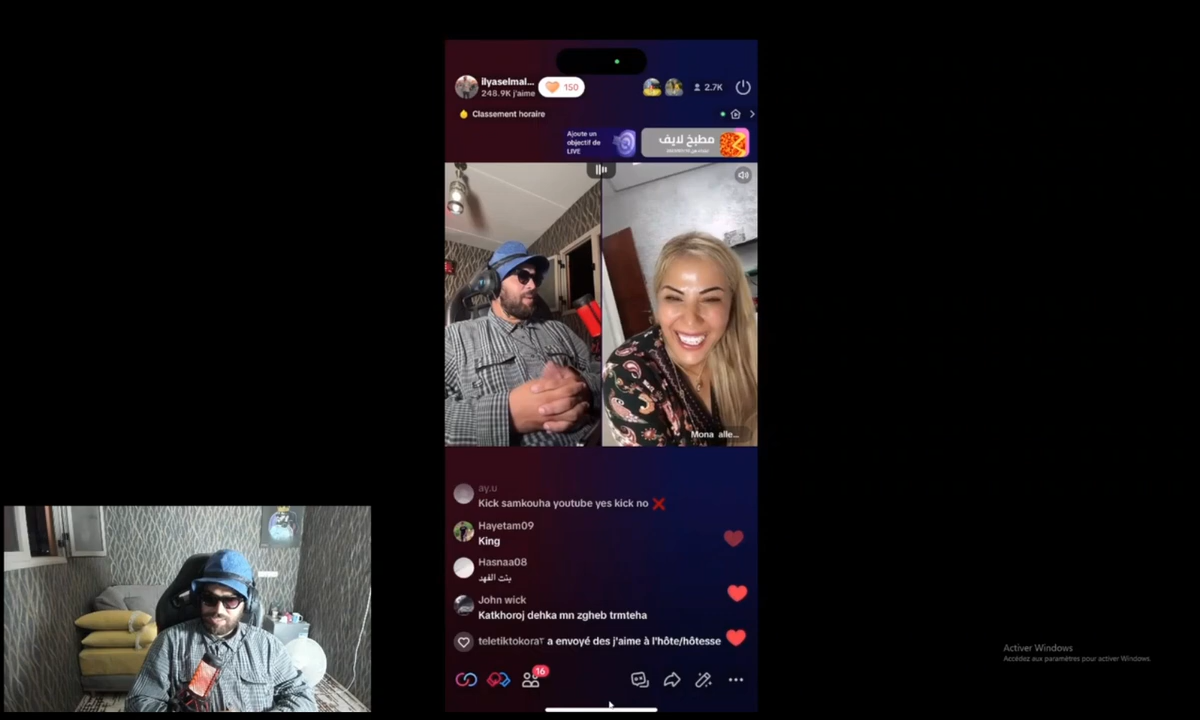 ilyaselmal...
150
2.7K
248.9K j'aime
Classement horaire
Ajoute un
objectif de
LIVE
مطبخ لايف
Mona alle...
ay.u
Kick samkouha youtube yes kick no ❌
Hayetam09
King
Hasnaa08
بنت الفهد
John wick
Katkhoroj dehka mn zgheb trmteha
teletiktokora a envoyé des j'aime à l'hôte/hôtesse
16
Activer Windows
Accédez aux paramètres pour activer Windows.